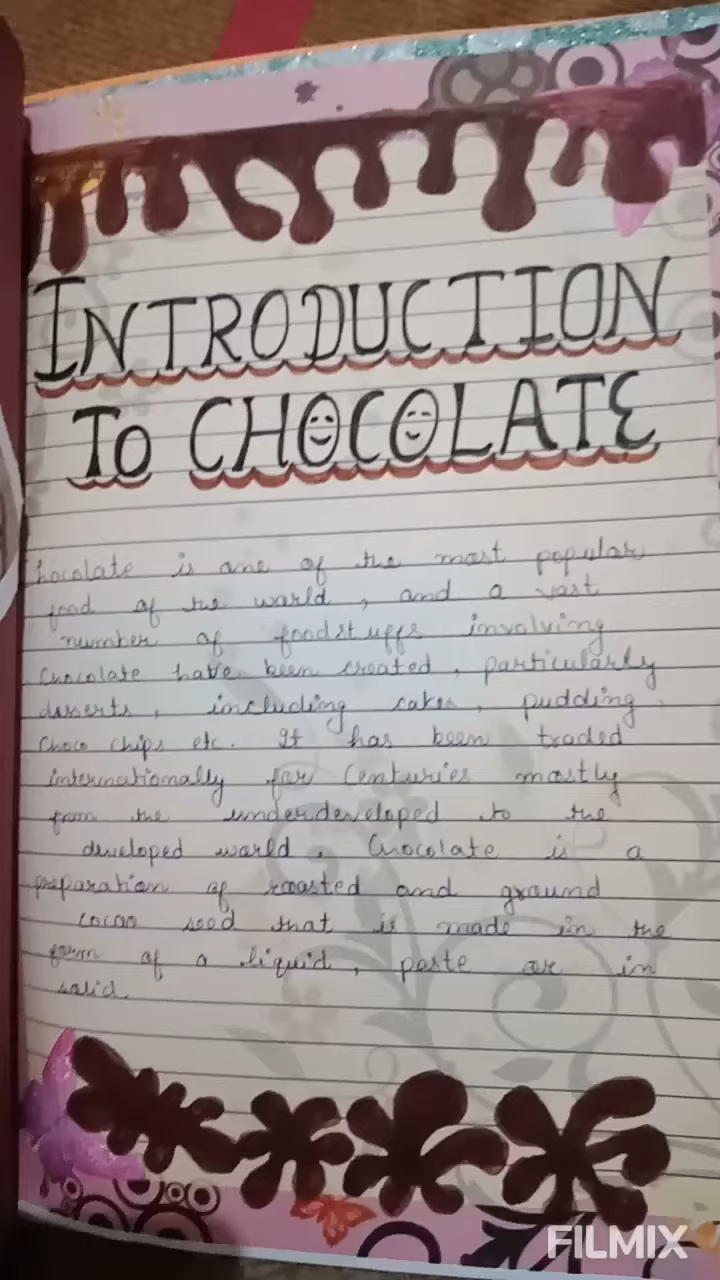 INTRODUCTION
TO CHOCOLATE
hocolate is one of the most popular
food of the world , and a vast
number of foodstuffs involving
Chocolate have been created , particularly
desserts , including cakes , pudding ,
Choco chips etc. It has been traded
internationally for Centuries mostly
from the underdeveloped to the
developed world , Chocolate is a
preparation of roasted and ground
cocao seed that is made in the
form of a liquid , paste or in
solid
FILMIX